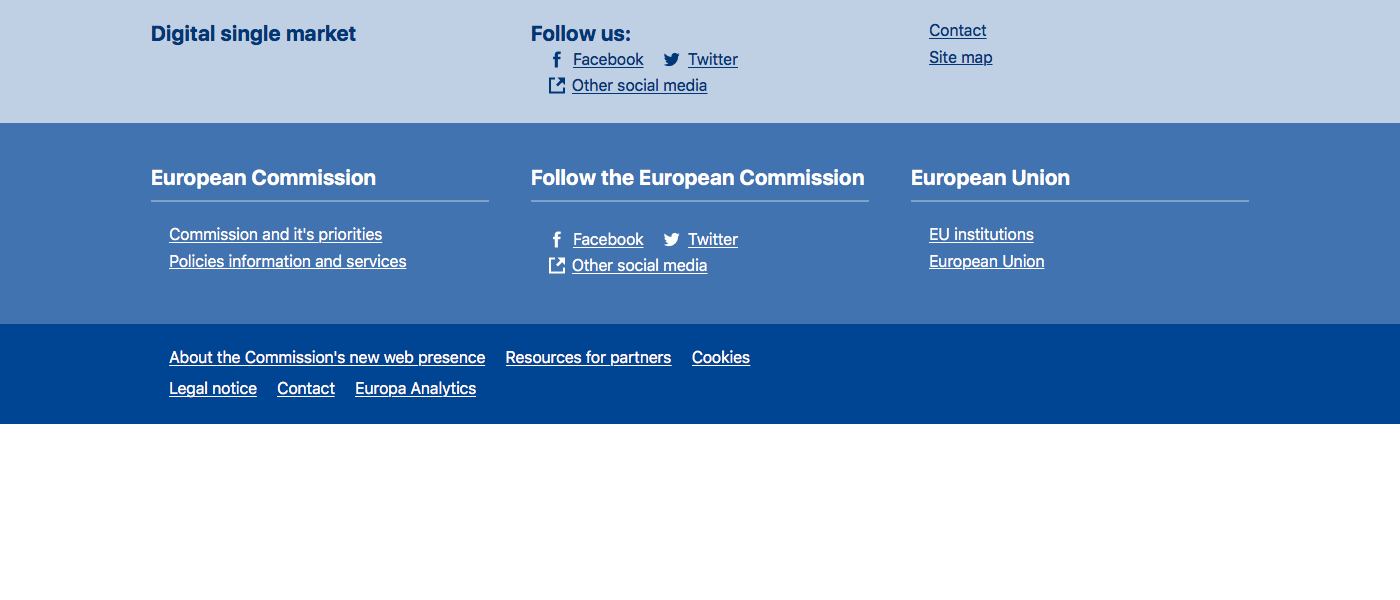 Digital single market
Follow us:
Facebook Twitter
Other social media
Contact
Site map
European Commission
Commission and it's priorities
Policies information and services
Follow the European Commission
Facebook Twitter
Other social media
European Union
EU institutions
European Union
About the Commission's new web presence Resources for partners Cookies
Legal notice Contact Europa Analytics